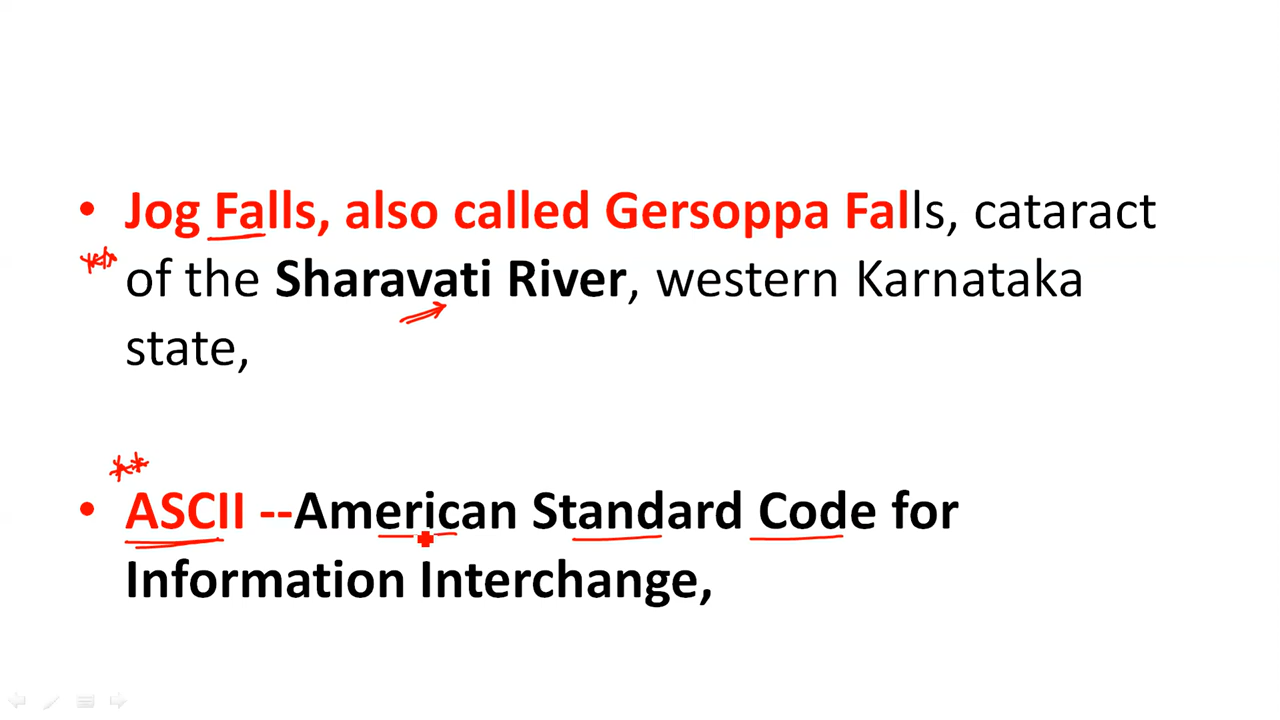 • Jog Falls, also called Gersoppa Falls, cataract
of the Sharavati River, western Karnataka
state,
**
• ASCII --American Standard Code for
Information Interchange,